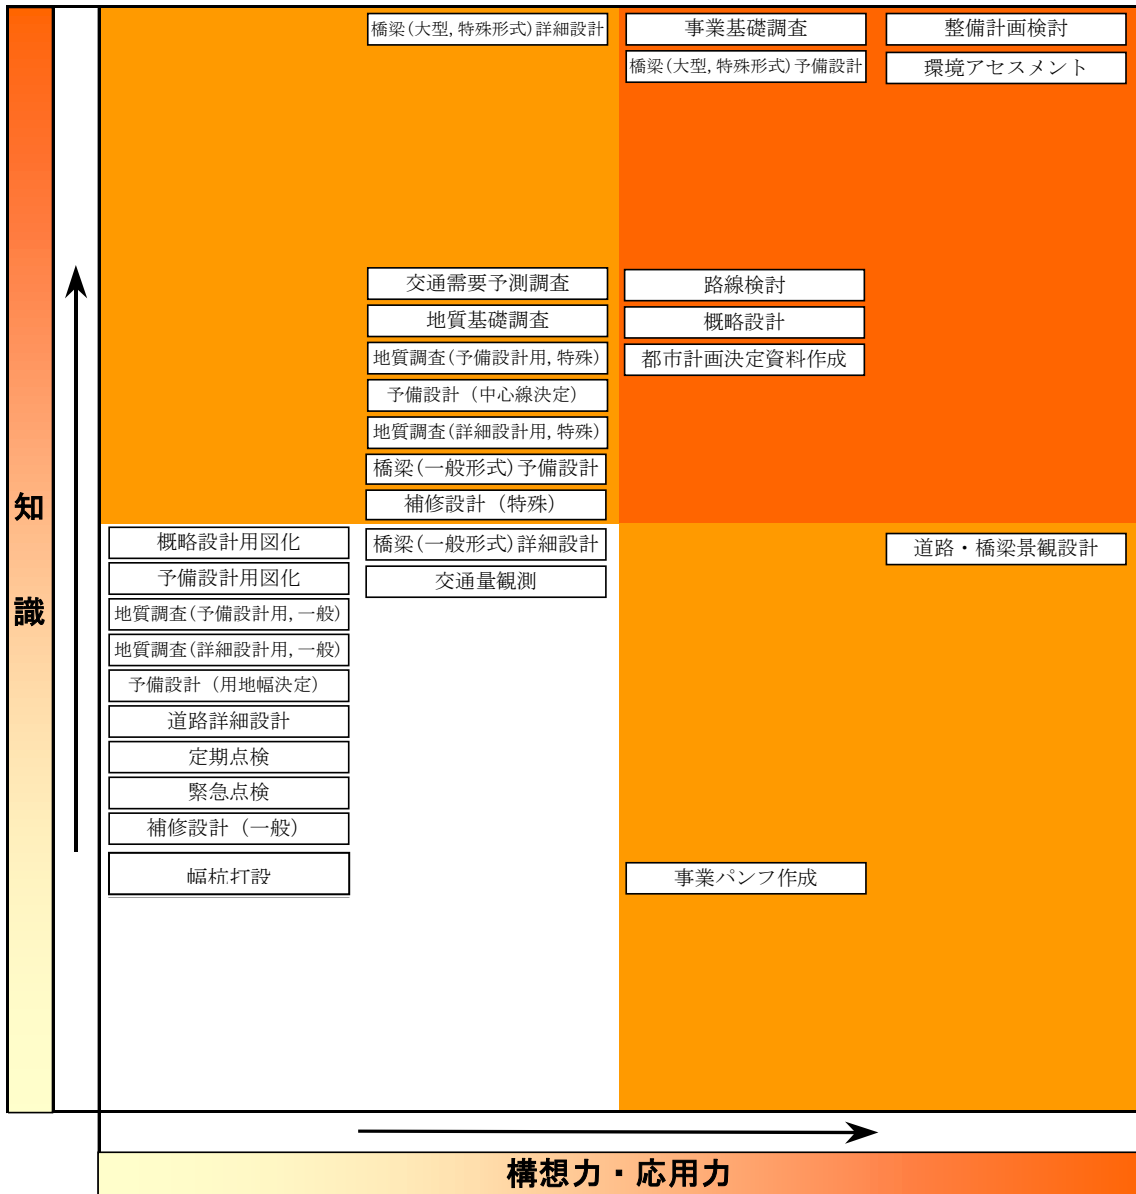 橋梁(大型,特殊形式)詳細設計
事業基礎調査
整備計画検討
橋梁(大型,特殊形式)予備設計
環境アセスメント
交通需要予測調査
路線検討
地質基礎調査
概略設計
地質調査(予備設計用,特殊)
都市計画決定資料作成
予備設計（中心線決定）
地質調査(詳細設計用,特殊)
橋梁(一般形式)予備設計
補修設計（特殊）
知識
概略設計用図化
橋梁(一般形式)詳細設計
道路・橋梁景観設計
予備設計用図化
交通量観測
地質調査(予備設計用,一般)
地質調査(詳細設計用,一般)
予備設計（用地幅決定）
道路詳細設計
定期点検
緊急点検
補修設計（一般）
幅杭打設
事業パンフ作成
構想力・応用力